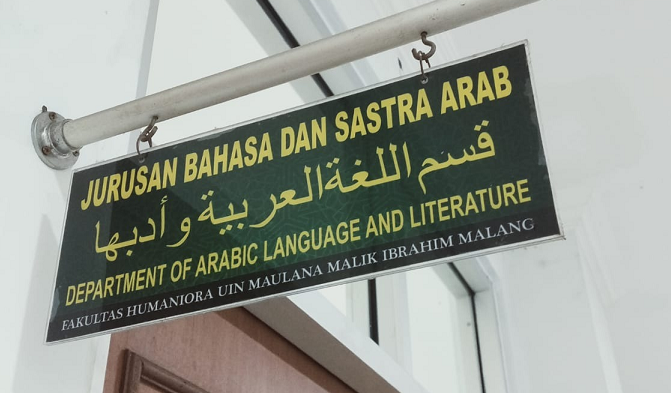 JURUSAN BAHASA DAN SASTRA ARAB
قسم اللغة العربية وأدبها
DEPARTMENT OF ARABIC LANGUAGE AND LITERATURE
FAKULTAS HUMANIORA UIN MAULANA MALIK IBRAHIM MALANG